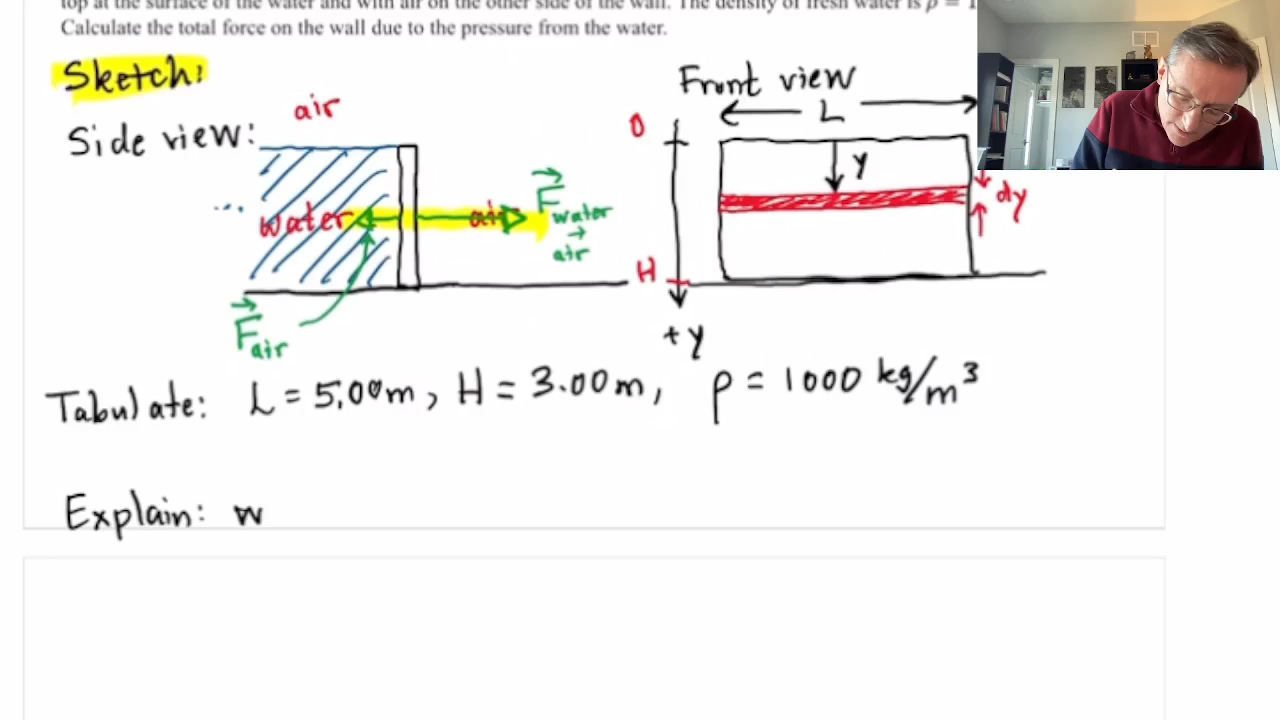 top at the surface of the water and with air on the other side of the wall. The density of fresh water is ρ = 1
Calculate the total force on the wall due to the pressure from the water.
Sketch:
Front view
L
air
Side view:
0
y
dy
... water
air
F water + air
H
F air
+y
Tabulate: L = 5.00m, H = 3.00m, ρ = 1000 kg/m³
Explain: w